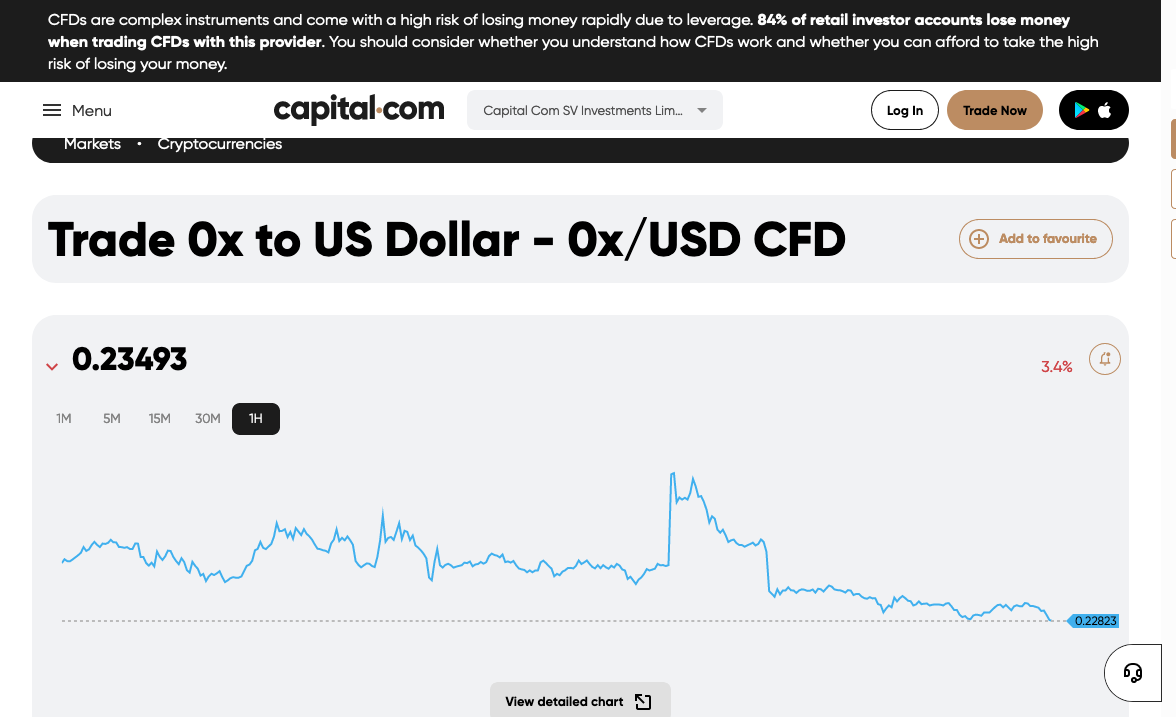 CFDs are complex instruments and come with a high risk of losing money rapidly due to leverage. 84% of retail investor accounts lose money
when trading CFDs with this provider. You should consider whether you understand how CFDs work and whether you can afford to take the high
risk of losing your money.
Menu
capital.com
Capital Com SV Investments Lim...
Log In
Trade Now
Markets • Cryptocurrencies
Trade 0x to US Dollar - 0x/USD CFD
Add to favourite
0.23493
3.4%
1M 5M 15M 30M 1H
0.22823
View detailed chart